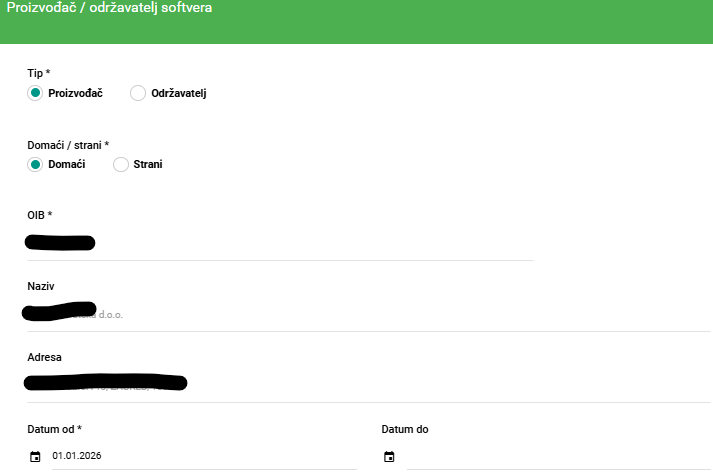 Proizvođač / održavatelj softvera
Tip *
Proizvođač Održavatelj
Domaći / strani *
Domaći Strani
OIB *
Naziv
d.o.o.
Adresa
Datum od * Datum do
01.01.2026